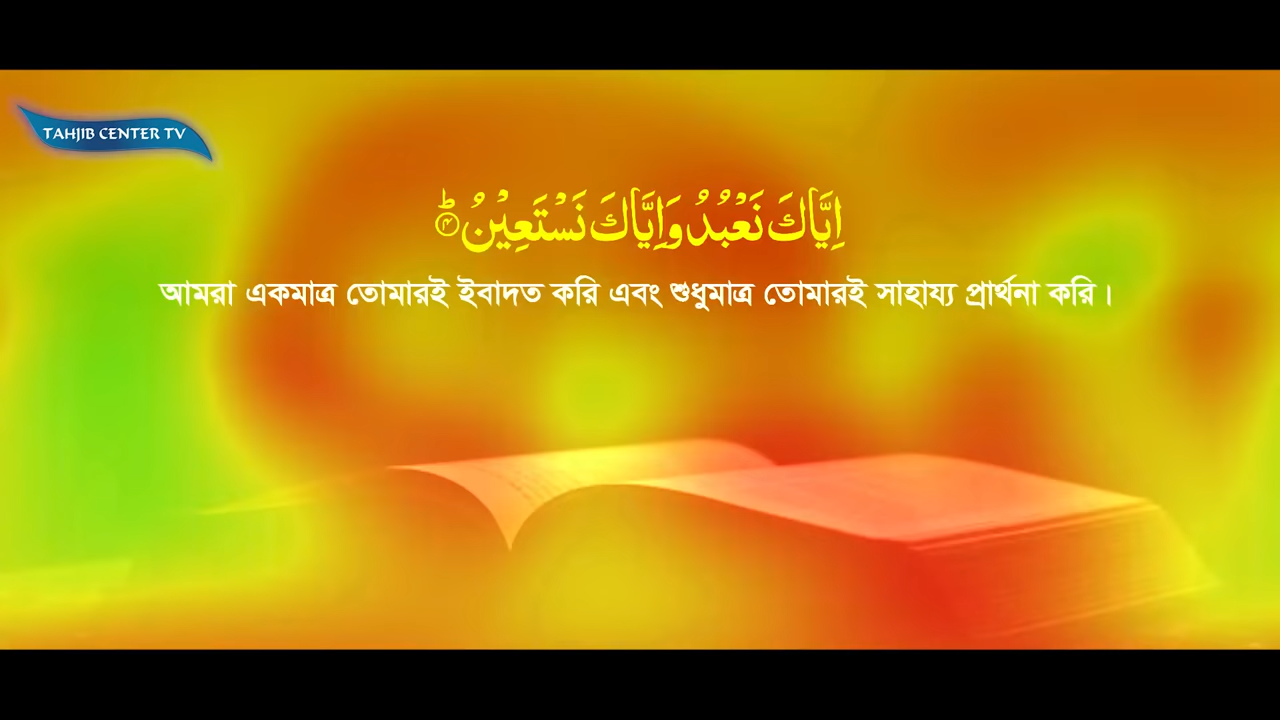 TAHJIB CENTER TV
اِیَّاكَ نَعْبُدُ وَاِیَّاكَ نَسْتَعِیْنُ ؕ﴿۴﴾
আমরা একমাত্র তোমারই ইবাদত করি এবং শুধুমাত্র তোমারই সাহায্য প্রার্থনা করি।